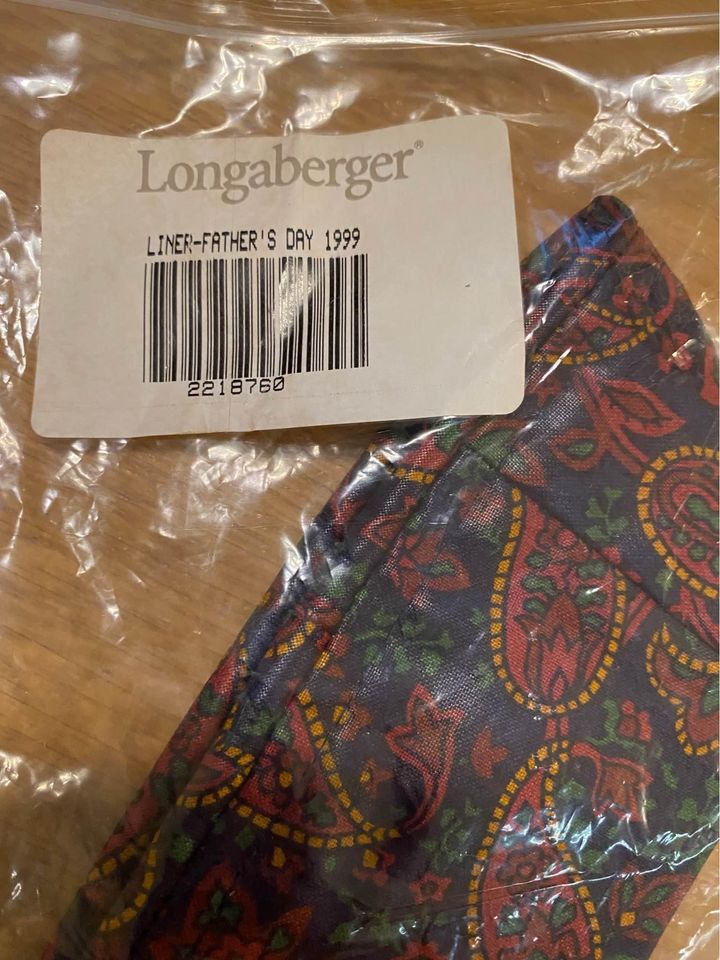 Longaberger®
LINER-FATHER'S DAY 1999
2218760